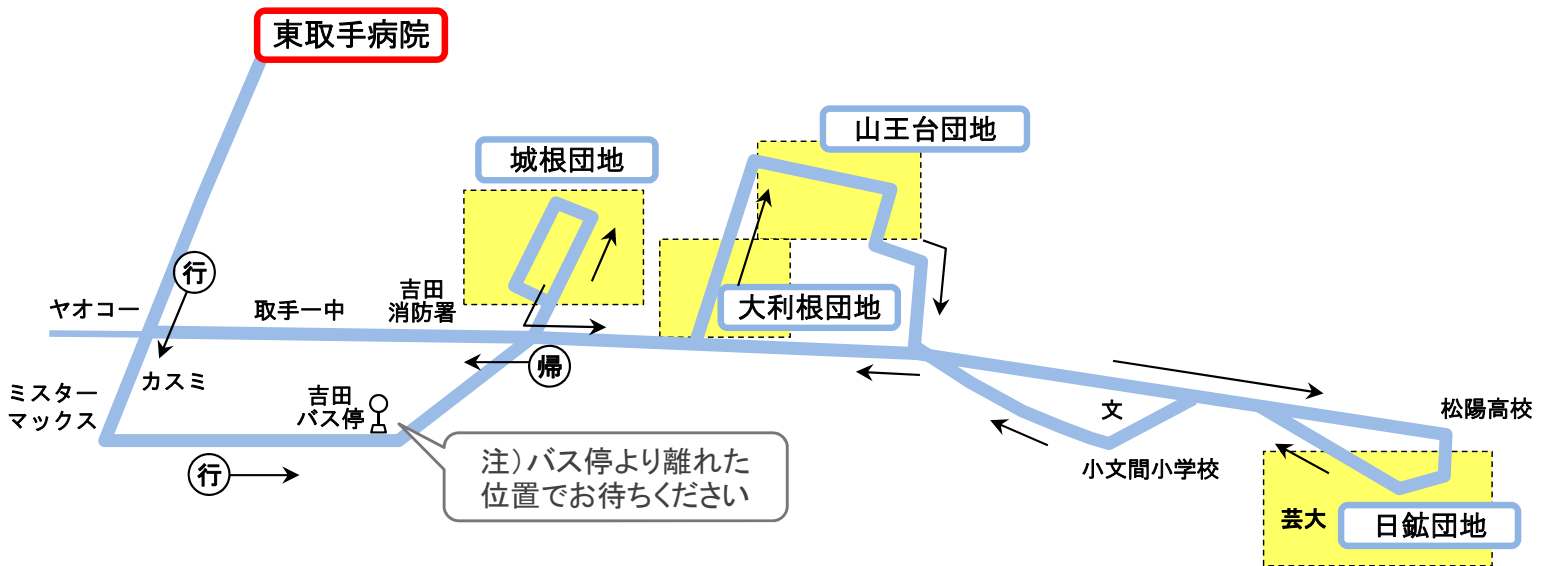 東取手病院
山王台団地
城根団地
行
吉田
消防署
大利根団地
ヤオコー
取手一中
帰
カスミ
ミスター
マックス
吉田
バス停
文
松陽高校
注）バス停より離れた
位置でお待ちください
行
小文間小学校
芸大
日鉱団地